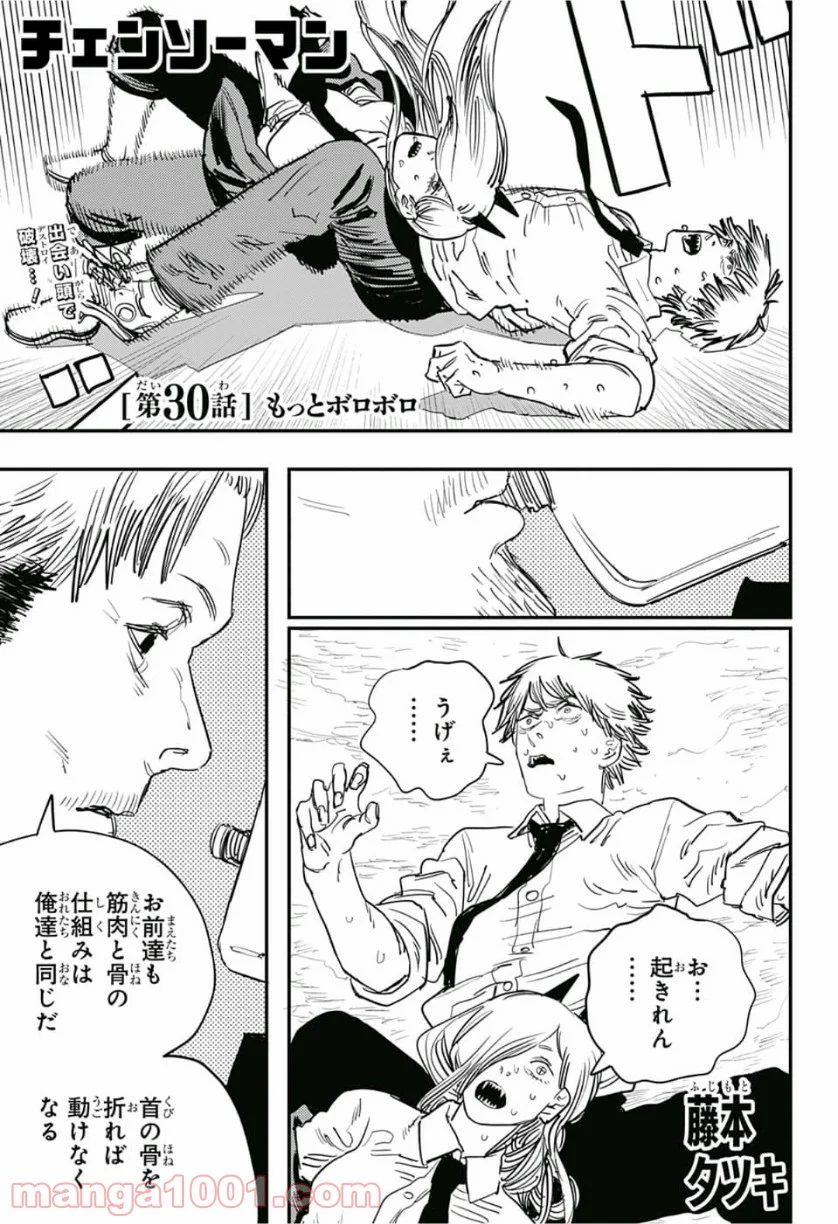 チェンソーマン
ド
出会い頭で
破壊…！
ドロ
[第30話] もっとボロボロ
うげぇ
……
お…
起きれん
……
お前達も
筋肉と骨の
仕組みは
俺達と同じだ
首の骨を
折れば
動けなく
なる
藤本
タツキ
manga1001.com